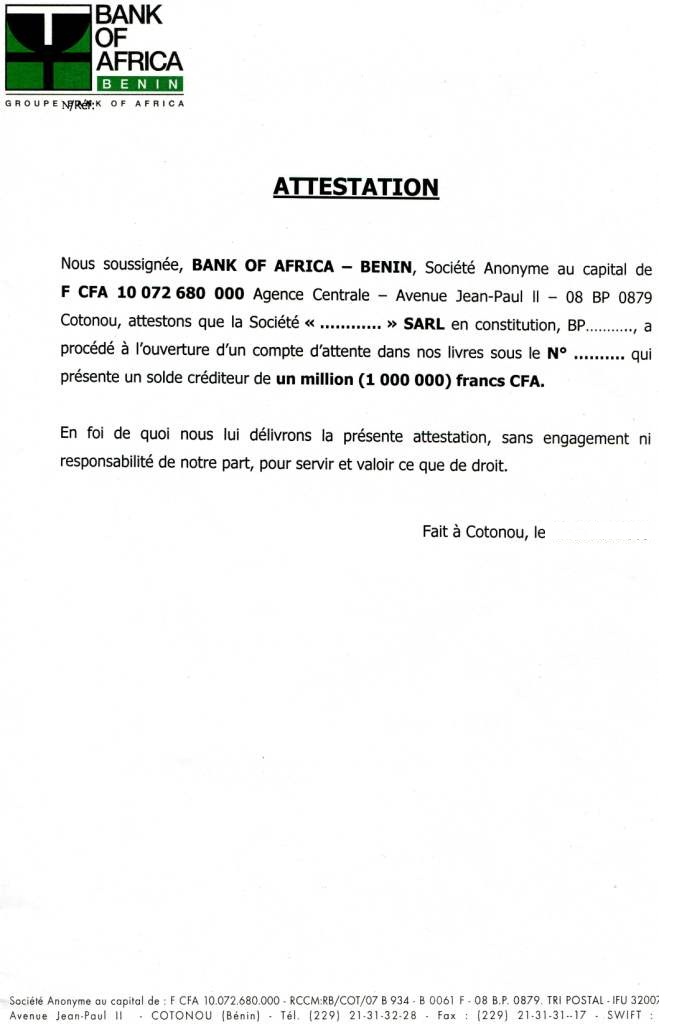 BANK
OF
AFRICA
BENIN
GROUPE BANK OF AFRICA
N/Réf.
ATTESTATION
Nous soussignée, BANK OF AFRICA – BENIN, Société Anonyme au capital de
F CFA 10 072 680 000 Agence Centrale – Avenue Jean-Paul II – 08 BP 0879
Cotonou, attestons que la Société « ............ » SARL en constitution, BP..........., a
procédé à l'ouverture d'un compte d'attente dans nos livres sous le N° .......... qui
présente un solde créditeur de un million (1 000 000) francs CFA.
En foi de quoi nous lui délivrons la présente attestation, sans engagement ni
responsabilité de notre part, pour servir et valoir ce que de droit.
Fait à Cotonou, le
Société Anonyme au capital de : F CFA 10.072.680.000 - RCCM:RB/COT/07 B 934 - B 0061 F - 08 B.P. 0879. TRI POSTAL - IFU 3200
Avenue Jean-Paul II - COTONOU (Bénin) - Tél. (229) 21-31-32-28 - Fax : (229) 21-31-31--17 - SWIFT :